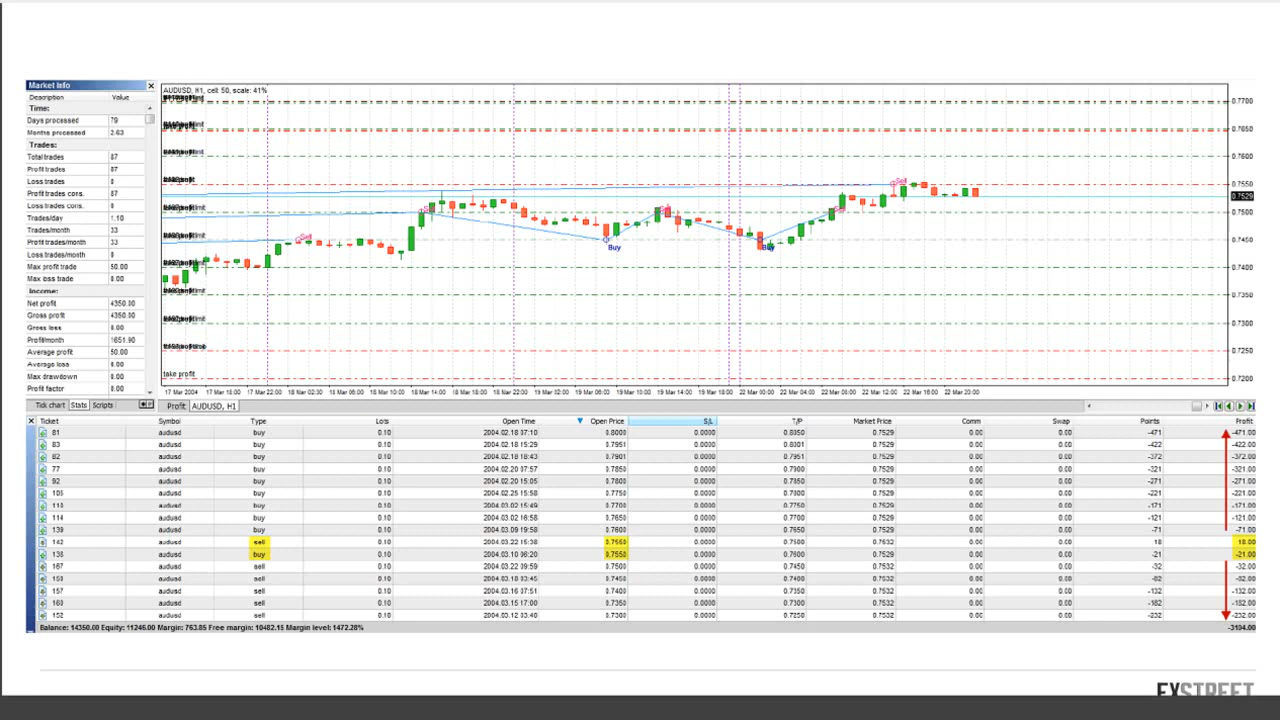 Market Info
Description Value
Time:
Days processed 79
Months processed 2.63
Trades:
Total trades 87
Profit trades 87
Loss trades 0
Profit trades cons. 87
Loss trades cons. 0
Trades/day 1.10
Trades/month 33
Profit trades/month 33
Loss trades/month 0
Max profit trade 50.00
Max loss trade 0.00
Income:
Net profit 4350.00
Gross profit 4350.00
Gross loss 0.00
Profit/month 1651.90
Average profit 50.00
Average loss 0.00
Max drawdown 0.00
Profit factor 0.00
Tick chart Stats Scripts
AUDUSD, H1, cell: 50, scale: 41%
take profit
Sell
Buy
Buy
Sell
0.7700
0.7650
0.7600
0.7550
0.7529
0.7500
0.7450
0.7400
0.7350
0.7300
0.7250
0.7200
17 Mar 2004 17 Mar 18:00 17 Mar 22:00 18 Mar 02:30 18 Mar 06:00 18 Mar 10:00 18 Mar 14:00 18 Mar 18:00 18 Mar 22:00 19 Mar 02:00 19 Mar 06:00 19 Mar 10:00 19 Mar 14:00 19 Mar 18:00 22 Mar 00:00 22 Mar 04:00 22 Mar 08:00 22 Mar 12:00 22 Mar 16:00 22 Mar 20:00
Profit AUDUSD, H1
Ticket Symbol Type Lots Open Time Open Price S/L T/P Market Price Comm Swap Points Profit
81 audusd buy 0.10 2004.02.18 07:10 0.8000 0.0000 0.8050 0.7529 0.00 0.00 -471 -471.00
83 audusd buy 0.10 2004.02.18 15:29 0.7951 0.0000 0.8001 0.7529 0.00 0.00 -422 -422.00
82 audusd buy 0.10 2004.02.18 18:43 0.7901 0.0000 0.7951 0.7529 0.00 0.00 -372 -372.00
77 audusd buy 0.10 2004.02.20 07:57 0.7850 0.0000 0.7900 0.7529 0.00 0.00 -321 -321.00
92 audusd buy 0.10 2004.02.20 15:05 0.7800 0.0000 0.7850 0.7529 0.00 0.00 -271 -271.00
105 audusd buy 0.10 2004.02.25 15:58 0.7750 0.0000 0.7800 0.7529 0.00 0.00 -221 -221.00
audusd buy 0.10 2004.03.02 15:49 0.7700 0.0000 0.7750 0.7529 0.00 0.00 -171 -171.00
114 audusd buy 0.10 2004.03.02 16:58 0.7650 0.0000 0.7700 0.7529 0.00 0.00 -121 -121.00
139 audusd buy 0.10 2004.03.09 19:58 0.7600 0.0000 0.7650 0.7529 0.00 0.00 -71 -71.00
142 audusd sell 0.10 2004.03.22 15:38 0.7550 0.0000 0.7500 0.7532 0.00 0.00 18 18.00
138 audusd buy 0.10 2004.03.10 06:20 0.7550 0.0000 0.7600 0.7529 0.00 0.00 -21 -21.00
167 audusd sell 0.10 2004.03.22 09:59 0.7500 0.0000 0.7450 0.7532 0.00 0.00 -32 -32.00
audusd sell 0.10 2004.03.18 03:45 0.7450 0.0000 0.7400 0.7532 0.00 0.00 -82 -82.00
157 audusd sell 0.10 2004.03.16 07:51 0.7400 0.0000 0.7350 0.7532 0.00 0.00 -132 -132.00
160 audusd sell 0.10 2004.03.15 17:00 0.7350 0.0000 0.7300 0.7532 0.00 0.00 -182 -182.00
152 audusd sell 0.10 2004.03.12 03:40 0.7300 0.0000 0.7250 0.7532 0.00 0.00 -232 -232.00
Balance: 14350.00 Equity: 11246.00 Margin: 763.85 Free margin: 10482.15 Margin level: 1472.28% -3104.00
FXSTREET